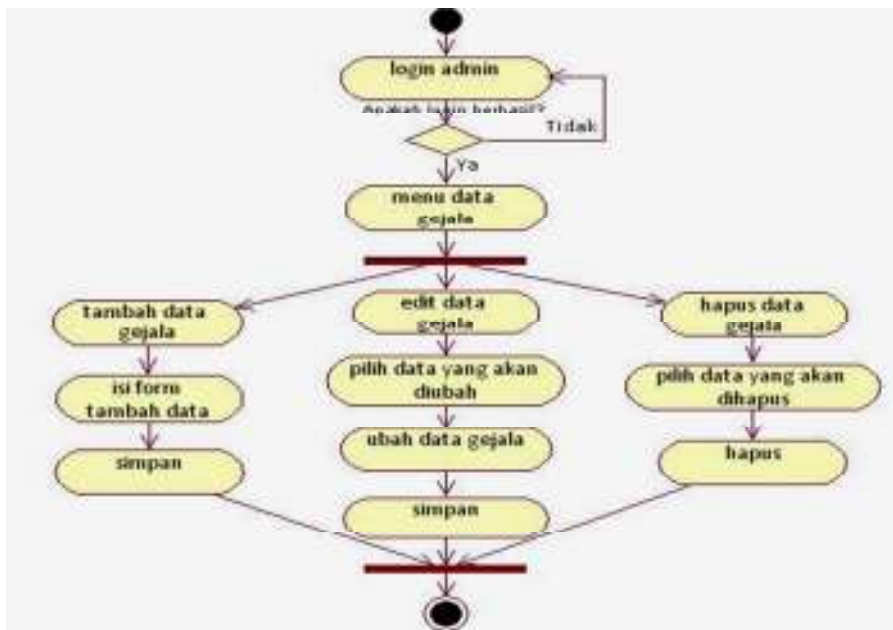 login admin
Apakah login berhasil?
Tidak
Ya
menu data
gejala
tambah data
gejala
isi form
tambah data
simpan
edit data
gejala
pilih data yang akan
diubah
ubah data gejala
simpan
hapus data
gejala
pilih data yang akan
dihapus
hapus